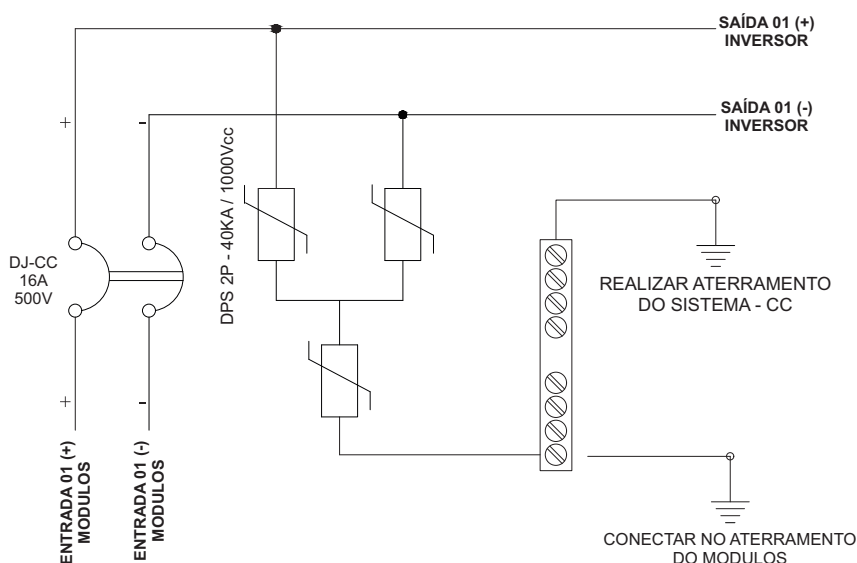 SAÍDA 01 (+)
INVERSOR
SAÍDA 01 (-)
INVERSOR
+
-
DPS 2P - 40KA / 1000Vcc
DJ-CC
16A
500V
REALIZAR ATERRAMENTO
DO SISTEMA - CC
+
-
ENTRADA 01 (+)
MODULOS
ENTRADA 01 (-)
MODULOS
CONECTAR NO ATERRAMENTO
DO MODULOS